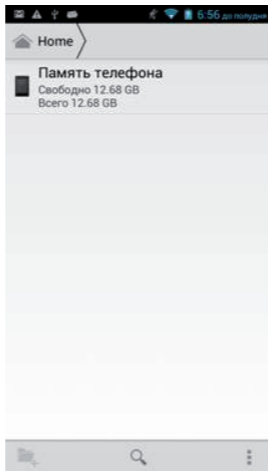 6:56 до полудня
Home
Память телефона
Свободно 12.68 GB
Всего 12.68 GB